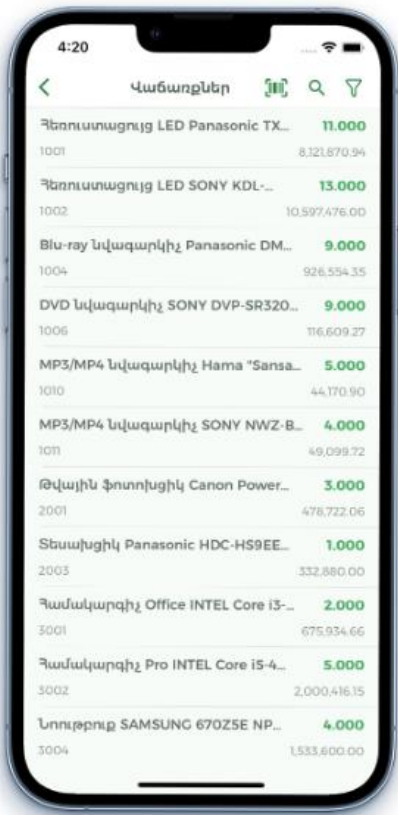 4:20
Վաճառքներ
Հեռուստացույց LED Panasonic TX... 11.000
1001 8,121,870.94
Հեռուստացույց LED SONY KDL-... 13.000
1002 10,597,476.00
Blu-ray նվագարկիչ Panasonic DM... 9.000
1004 926,554.35
DVD նվագարկիչ SONY DVP-SR320... 9.000
1006 116,609.27
MP3/MP4 նվագարկիչ Hama "Sansa... 5.000
1010 44,170.90
MP3/MP4 նվագարկիչ SONY NWZ-B... 4.000
1011 49,099.72
Թվային ֆոտոխցիկ Canon Power... 3.000
2001 478,722.06
Տեսախցիկ Panasonic HDC-HS9EE... 1.000
2003 332,880.00
Համակարգիչ Office INTEL Core i3-... 2.000
3001 675,934.66
Համակարգիչ Pro INTEL Core i5-4... 5.000
3002 2,000,416.15
Նոութբուք SAMSUNG 670Z5E NP... 4.000
3004 1,533,600.00